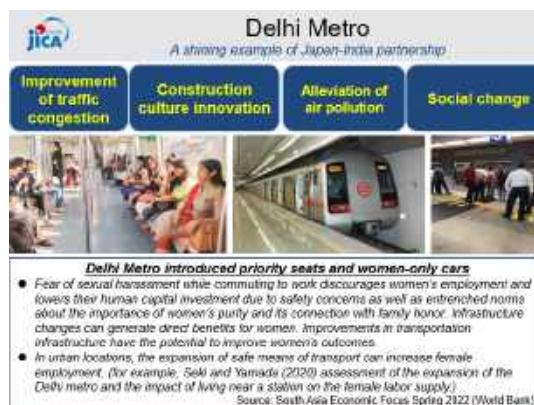 JICA
Delhi Metro
A shining example of Japan-India partnership
Improvement
of traffic
congestion
Construction
culture innovation
Alleviation of
air pollution
Social change
Delhi Metro introduced priority seats and women-only cars
● Fear of sexual harassment while commuting to work discourages women's employment and
lowers their human capital investment due to safety concerns as well as entrenched norms
about the importance of women's purity and its connection with family honor. Infrastructure
changes can generate direct benefits for women. Improvements in transportation
infrastructure have the potential to improve women's outcomes.
● In urban locations, the expansion of safe means of transport can increase female
employment, (for example, Seki and Yamada (2020) assessment of the expansion of the
Delhi metro and the impact of living near a station on the female labor supply.)
Source: South Asia Economic Focus Spring 2022 (World Bank)